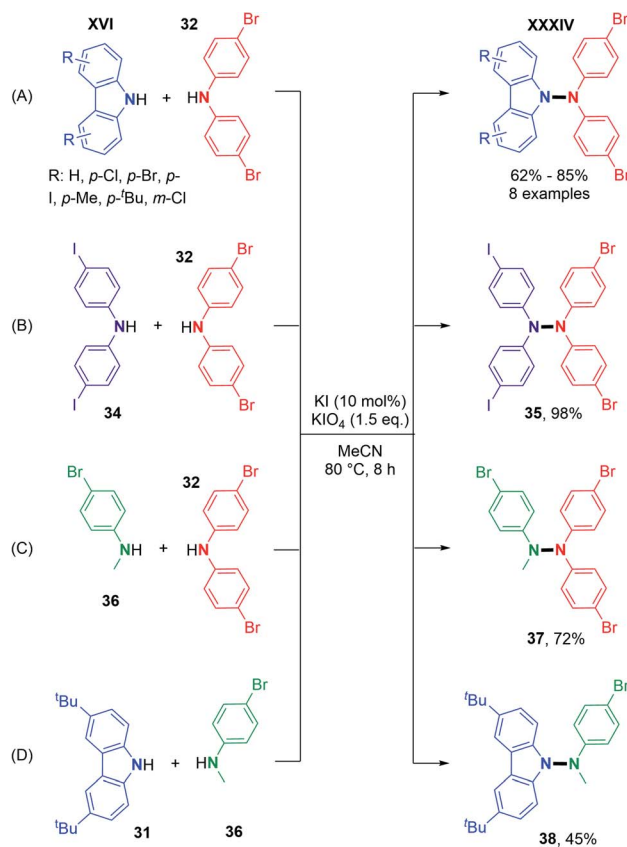 XVI
32
XXXIV
(A)
R
R
NH
+
HN
Br
Br
N
N
Br
Br
R: H, p-Cl, p-Br, p-
I, p-Me, p-ᵗBu, m-Cl
62% - 85%
8 examples
32
(B)
I
I
NH
+
HN
Br
Br
34
I
I
N
N
Br
Br
35, 98%
KI (10 mol%)
KIO₄ (1.5 eq.)
MeCN
80 °C, 8 h
32
(C)
Br
NH
+
HN
Br
Br
36
Br
N
N
Br
Br
37, 72%
(D)
ᵗBu
ᵗBu
NH
+
HN
Br
31
36
ᵗBu
ᵗBu
N
N
Br
38, 45%